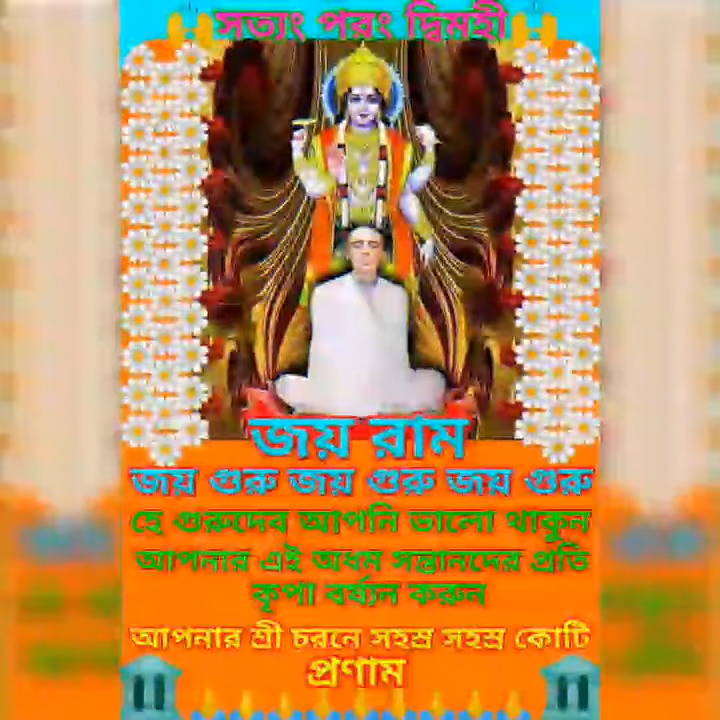 সত্যং পরং দ্বিমহী
জয় রাম
জয় গুরু জয় গুরু জয় গুরু
হে গুরুদেব আপনি ভালো থাকুন
আপনার এই অধম সন্তানদের প্রতি
কৃপা বর্ষন করুন
আপনার শ্রী চরনে সহস্র সহস্র কোটি
প্রণাম